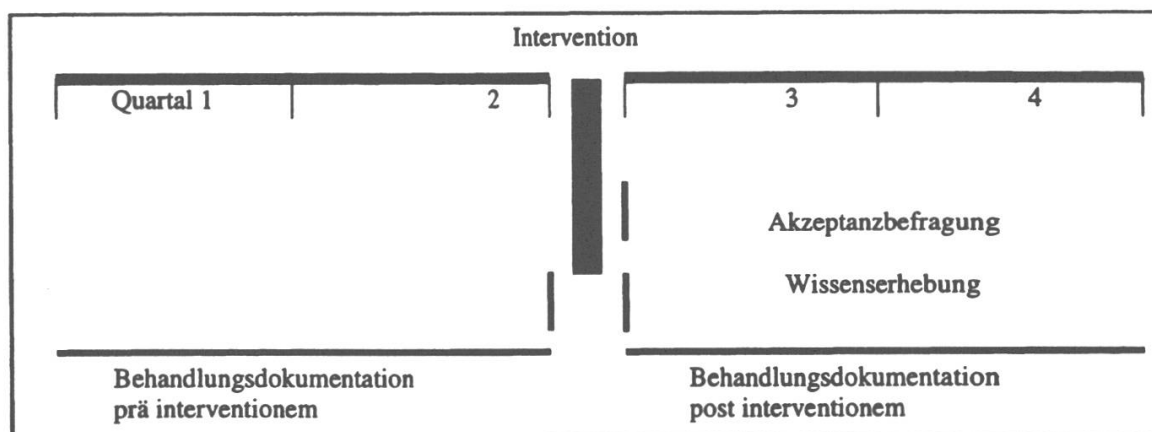 Intervention
Quartal 1 2 3 4
Akzeptanzbefragung
Wissenserhebung
Behandlungsdokumentation
prä interventionem
Behandlungsdokumentation
post interventionem